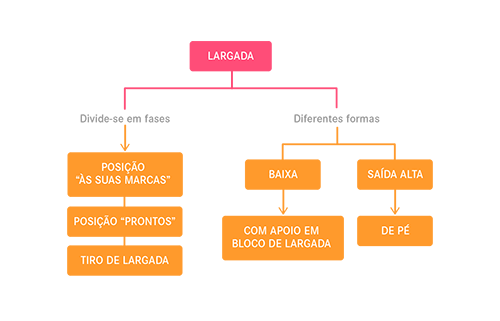 LARGADA
Divide-se em fases
Diferentes formas
POSIÇÃO
“ÀS SUAS MARCAS”
POSIÇÃO “PRONTOS”
TIRO DE LARGADA
BAIXA
SAÍDA ALTA
COM APOIO EM
BLOCO DE LARGADA
DE PÉ